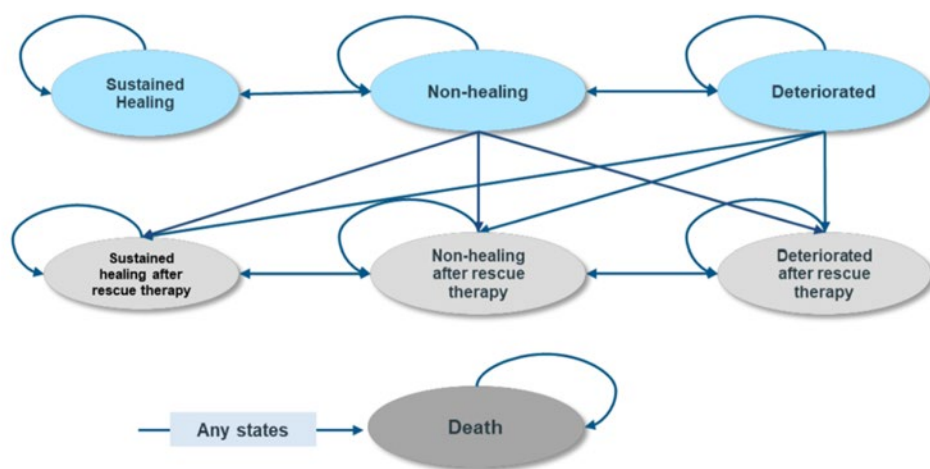 Sustained
Healing
Non-healing
Deteriorated
Sustained
healing after
rescue therapy
Non-healing
after rescue
therapy
Deteriorated
after rescue
therapy
Any states
Death